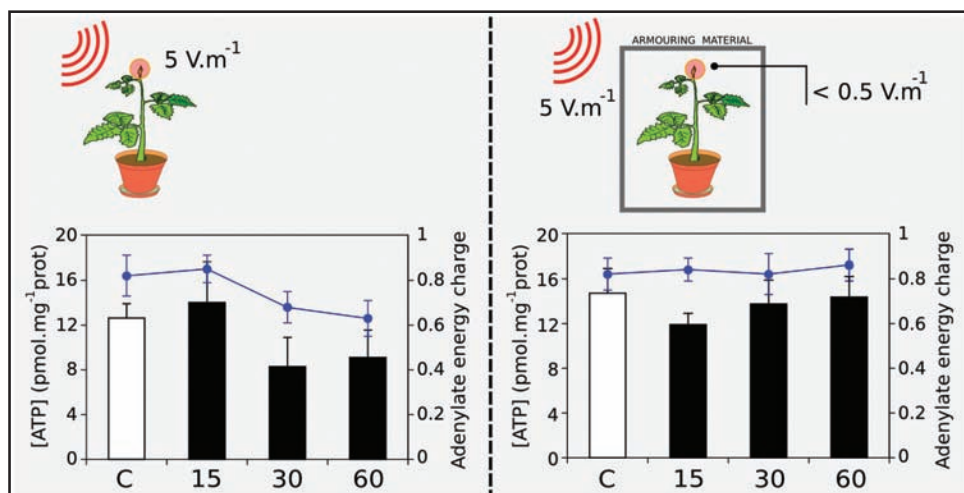 5 V.m⁻¹
ARMOURING MATERIAL
5 V.m⁻¹
< 0.5 V.m⁻¹
[ATP] (pmol.mg⁻¹prot)
20
16
12
8
4
0
C 15 30 60
1
0.8
0.6
0.4
0.2
0
Adenylate energy charge
[ATP] (pmol.mg⁻¹prot)
20
16
12
8
4
0
C 15 30 60
1
0.8
0.6
0.4
0.2
0
Adenylate energy charge